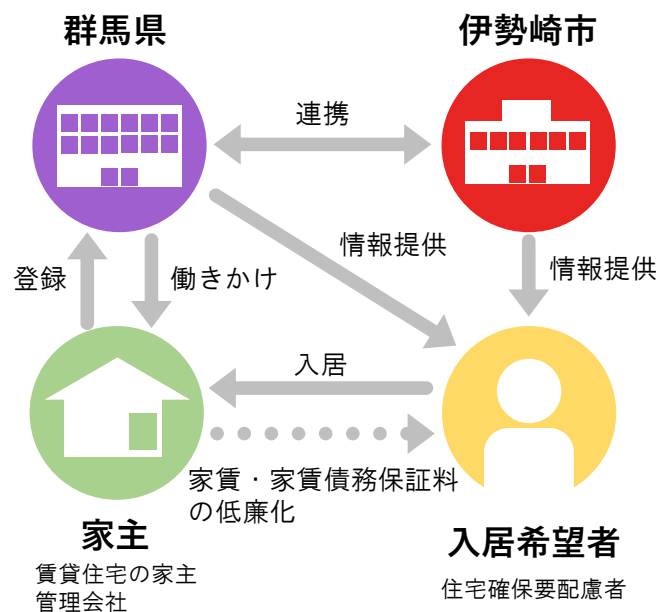 群馬県
伊勢崎市
連携
情報提供
情報提供
登録
働きかけ
入居
家賃・家賃債務保証料
の低廉化
家主
賃貸住宅の家主
管理会社
入居希望者
住宅確保要配慮者